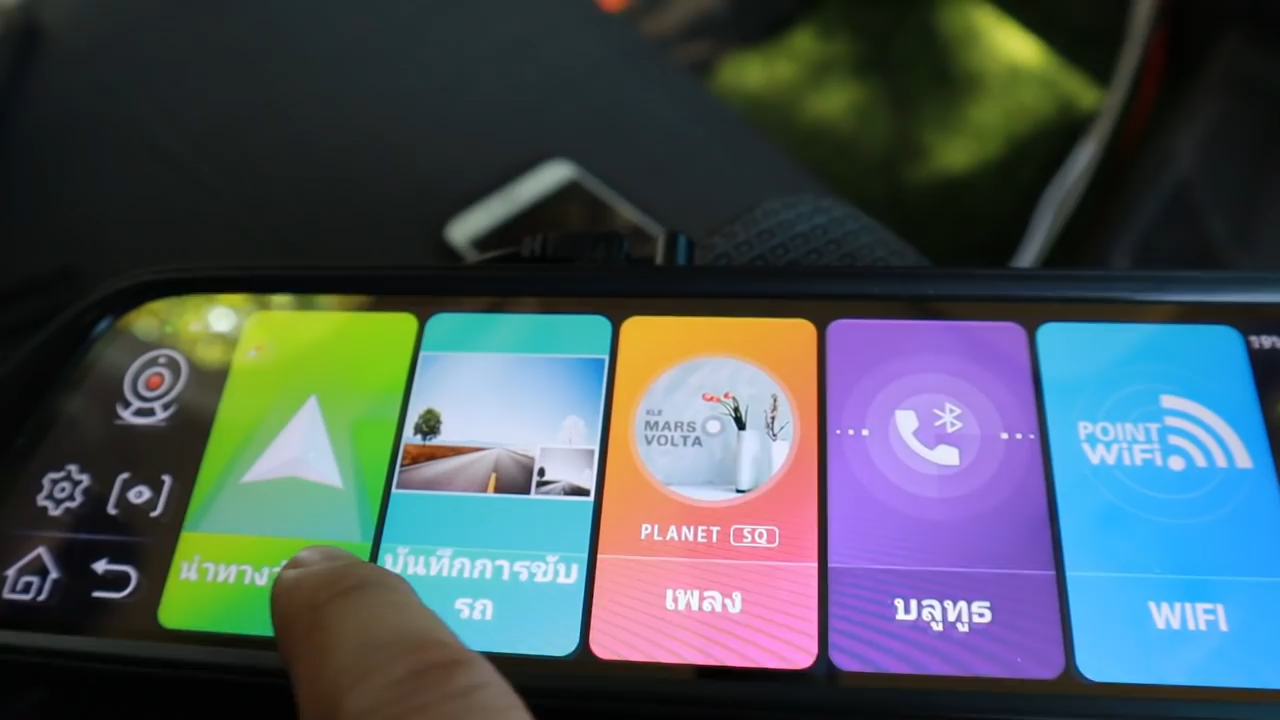 นำทาง
บันทึกการขับ
รถ
KLE
MARS
VOLTA
PLANET SQ
เพลง
บลูทูธ
POINT
WiFi
WIFI